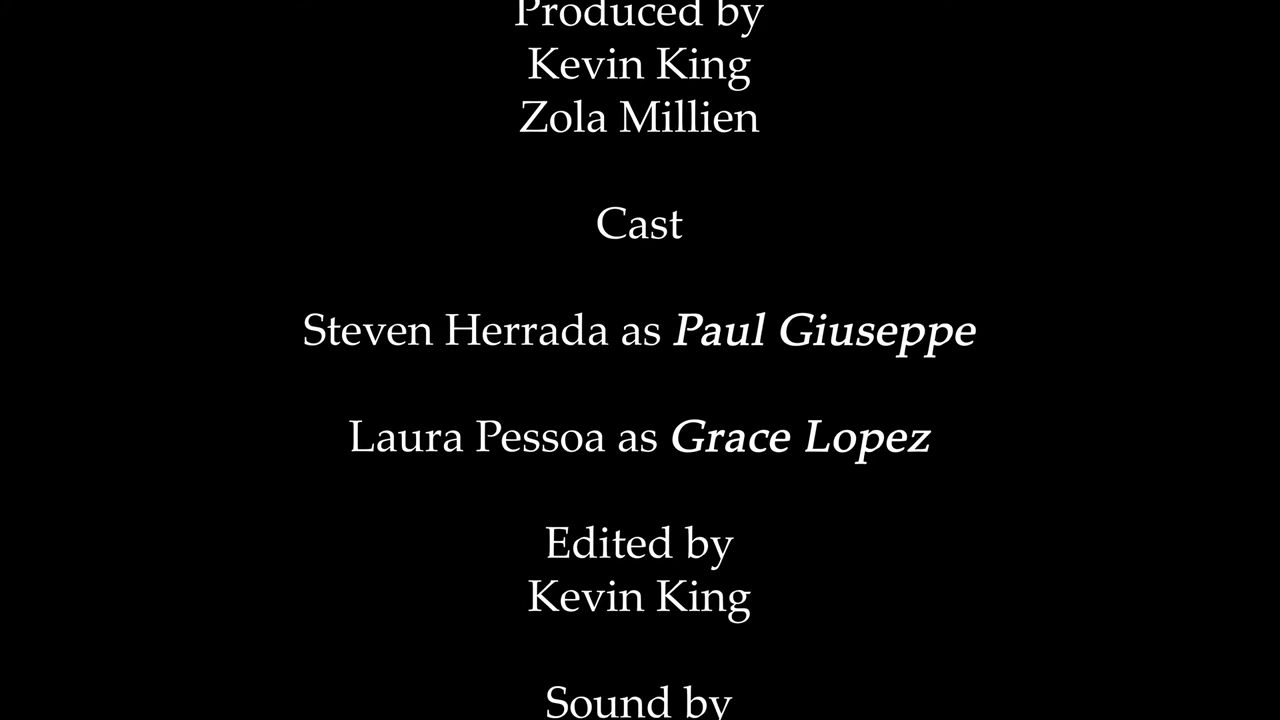 Produced by
Kevin King
Zola Millien
Cast
Steven Herrada as Paul Giuseppe
Laura Pessoa as Grace Lopez
Edited by
Kevin King
Sound by